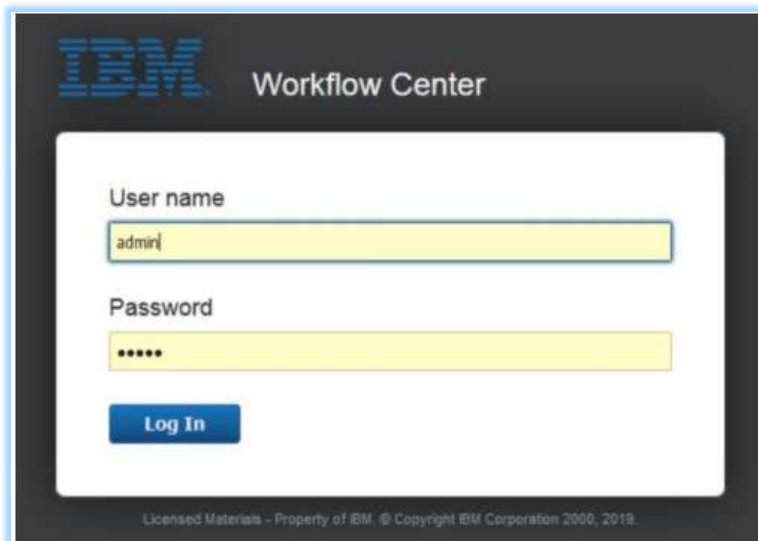 IBM.
Workflow Center
User name
admin
Password
•••••
Log In
Licensed Materials - Property of IBM. © Copyright IBM Corporation 2000, 2019.